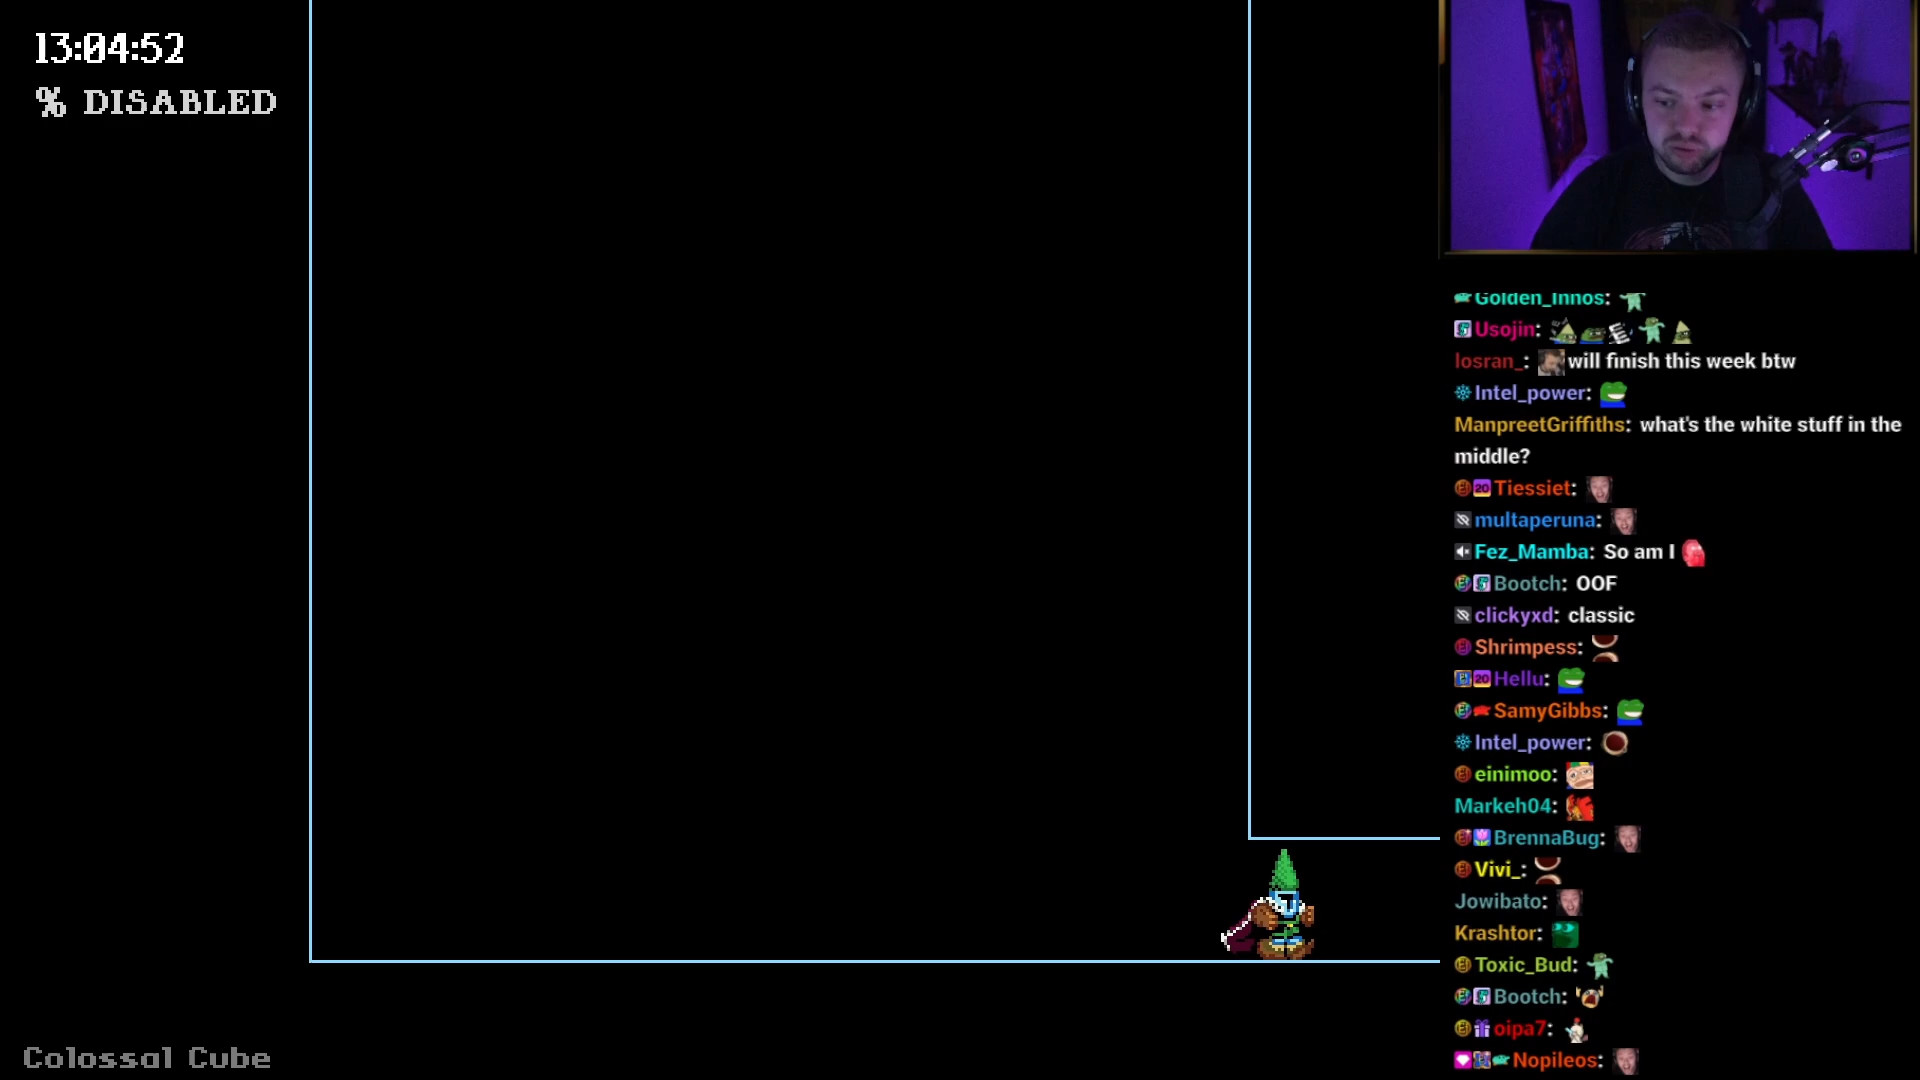 13:04:52
% DISABLED
Golden_Innos:
Usojin:
losran_: will finish this week btw
Intel_power:
ManpreetGriffiths: what's the white stuff in the
middle?
20 Tiessiet:
multaperuna:
Fez_Mamba: So am I
Bootch: OOF
clickyxd: classic
Shrimpess:
20 Hellu:
SamyGibbs:
Intel_power:
einimoo:
Markeh04:
BrennaBug:
Vivi_:
Jowibato:
Krashtor:
Toxic_Bud:
Bootch:
oipa7:
Nopileos:
Colossal Cube